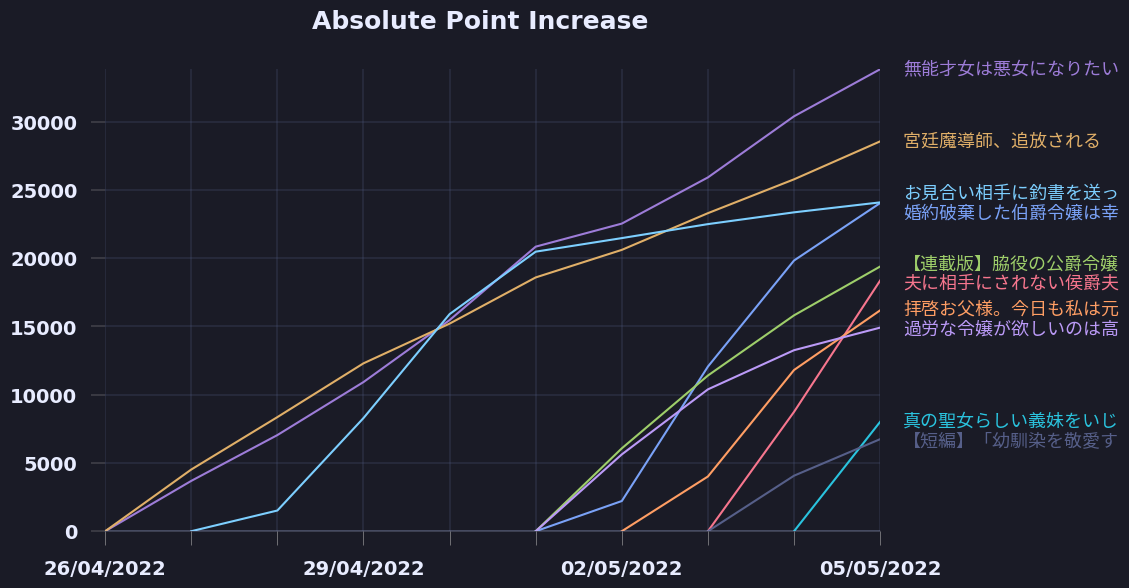 Absolute Point Increase
無能才女は悪女になりたい
30000
宮廷魔導師、追放される
25000
お見合い相手に釣書を送っ
婚約破棄した伯爵令嬢は幸
20000
【連載版】脇役の公爵令嬢
夫に相手にされない侯爵夫
15000
拝啓お父様。今日も私は元
過労な令嬢が欲しいのは高
10000
真の聖女らしい義妹をいじ
【短編】「幼馴染を敬愛す
5000
0
26/04/2022 29/04/2022 02/05/2022 05/05/2022